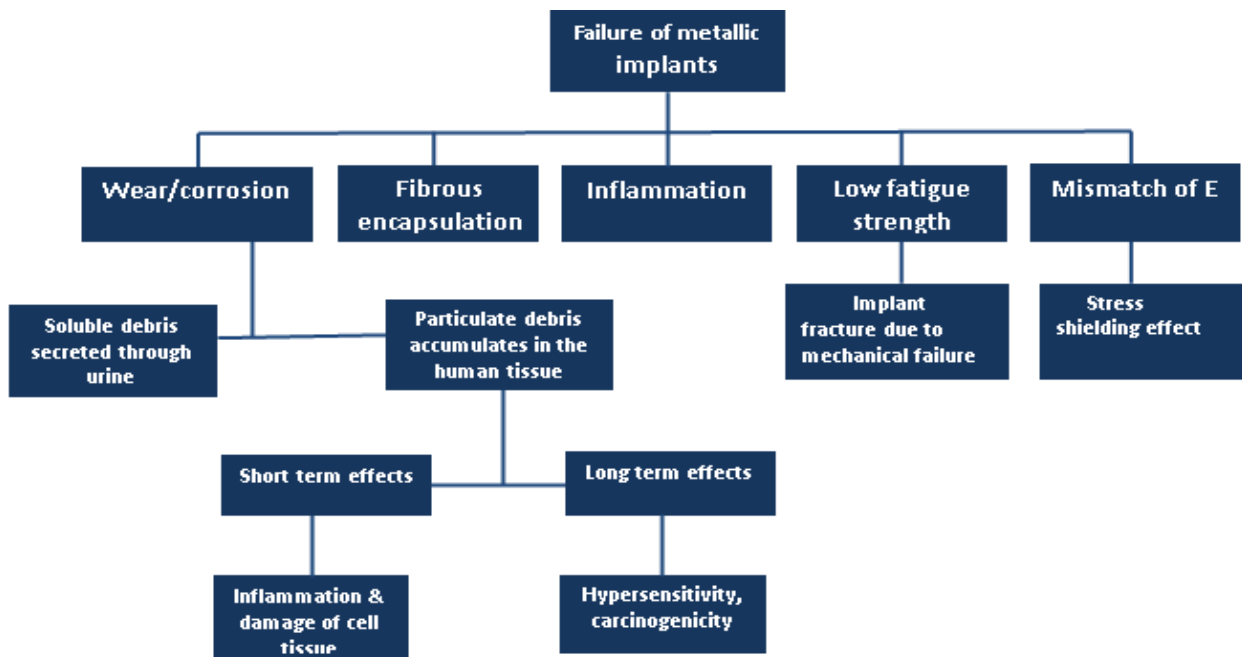 Failure of metallic
implants
Wear/corrosion
Fibrous
encapsulation
Inflammation
Low fatigue
strength
Mismatch of E
Soluble debris
secreted through
urine
Particulate debris
accumulates in the
human tissue
Implant
fracture due to
mechanical failure
Stress
shielding effect
Short term effects
Long term effects
Inflammation &
damage of cell
tissue
Hypersensitivity,
carcinogenicity